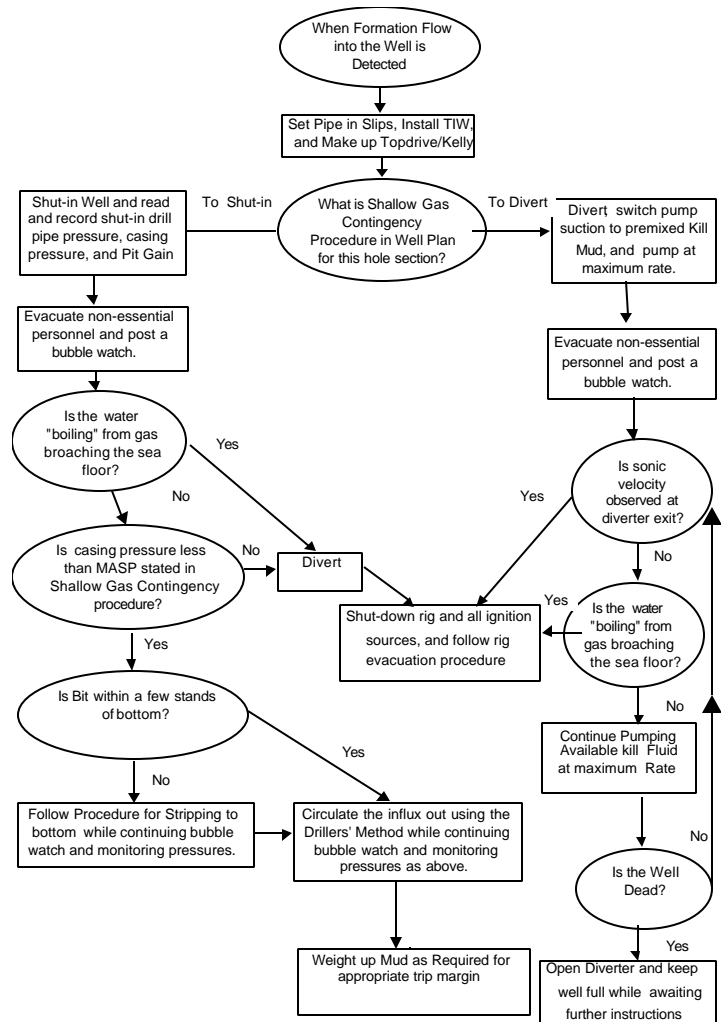 When Formation Flow
into the Well is
Detected
Set Pipe in Slips, Install TIW,
and Make up Topdrive/Kelly
What is Shallow Gas
Contingency
Procedure in Well Plan
for this hole section?
To Shut-in
To Divert
Shut-in Well and read
and record shut-in drill
pipe pressure, casing
pressure, and Pit Gain
Divert, switch pump
suction to premixed Kill
Mud, and pump at
maximum rate.
Evacuate non-essential
personnel and post a
bubble watch.
Evacuate non-essential
personnel and post a
bubble watch.
Is the water
"boiling" from gas
broaching the sea
floor?
Yes
No
Is sonic
velocity
observed at
diverter exit?
Yes
No
Is casing pressure less
than MASP stated in
Shallow Gas Contingency
procedure?
No
Divert
Yes
Shut-down rig and all ignition
sources, and follow rig
evacuation procedure
Yes
Is the water
"boiling" from
gas broaching
the sea floor?
No
Is Bit within a few stands
of bottom?
Yes
No
Continue Pumping
Available kill Fluid
at maximum Rate
Follow Procedure for Stripping to
bottom while continuing bubble
watch and monitoring pressures.
Circulate the influx out using the
Drillers' Method while continuing
bubble watch and monitoring
pressures as above.
No
Is the Well
Dead?
Yes
Weight up Mud as Required for
appropriate trip margin
Open Diverter and keep
well full while awaiting
further instructions